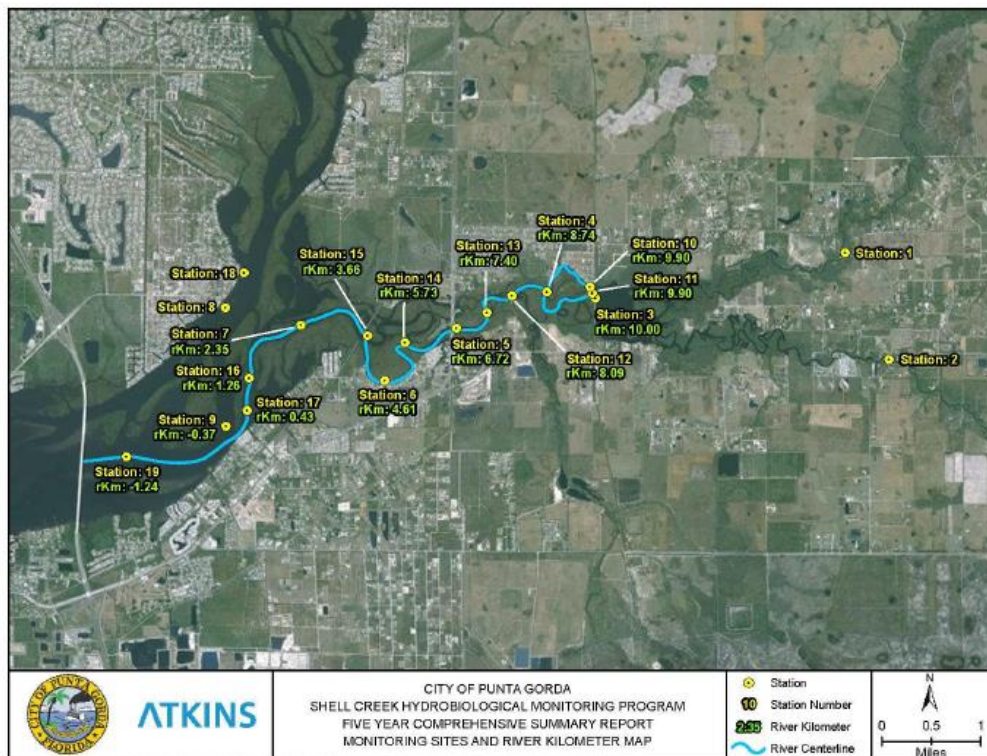 Station: 4
rKm: 8.74
Station: 10
rKm: 9.90
Station: 13
rKm: 7.40
Station: 15
rKm: 3.66
Station: 14
rKm: 5.73
Station: 1
Station: 11
rKm: 9.90
Station: 18
Station: 8
Station: 3
rKm: 10.00
Station: 7
rKm: 2.35
Station: 5
rKm: 6.72
Station: 12
rKm: 8.09
Station: 2
Station: 16
rKm: 1.26
Station: 6
rKm: 4.61
Station: 17
rKm: 0.43
Station: 9
rKm: -0.37
Station: 19
rKm: -1.24
CITY OF PUNTA GORDA
FLORIDA
ATKINS
CITY OF PUNTA GORDA
SHELL CREEK HYDROBIOLOGICAL MONITORING PROGRAM
FIVE YEAR COMPREHENSIVE SUMMARY REPORT
MONITORING SITES AND RIVER KILOMETER MAP
Station
10 Station Number
2.35 River Kilometer
River Centerline
N
0 0.5 1
Miles